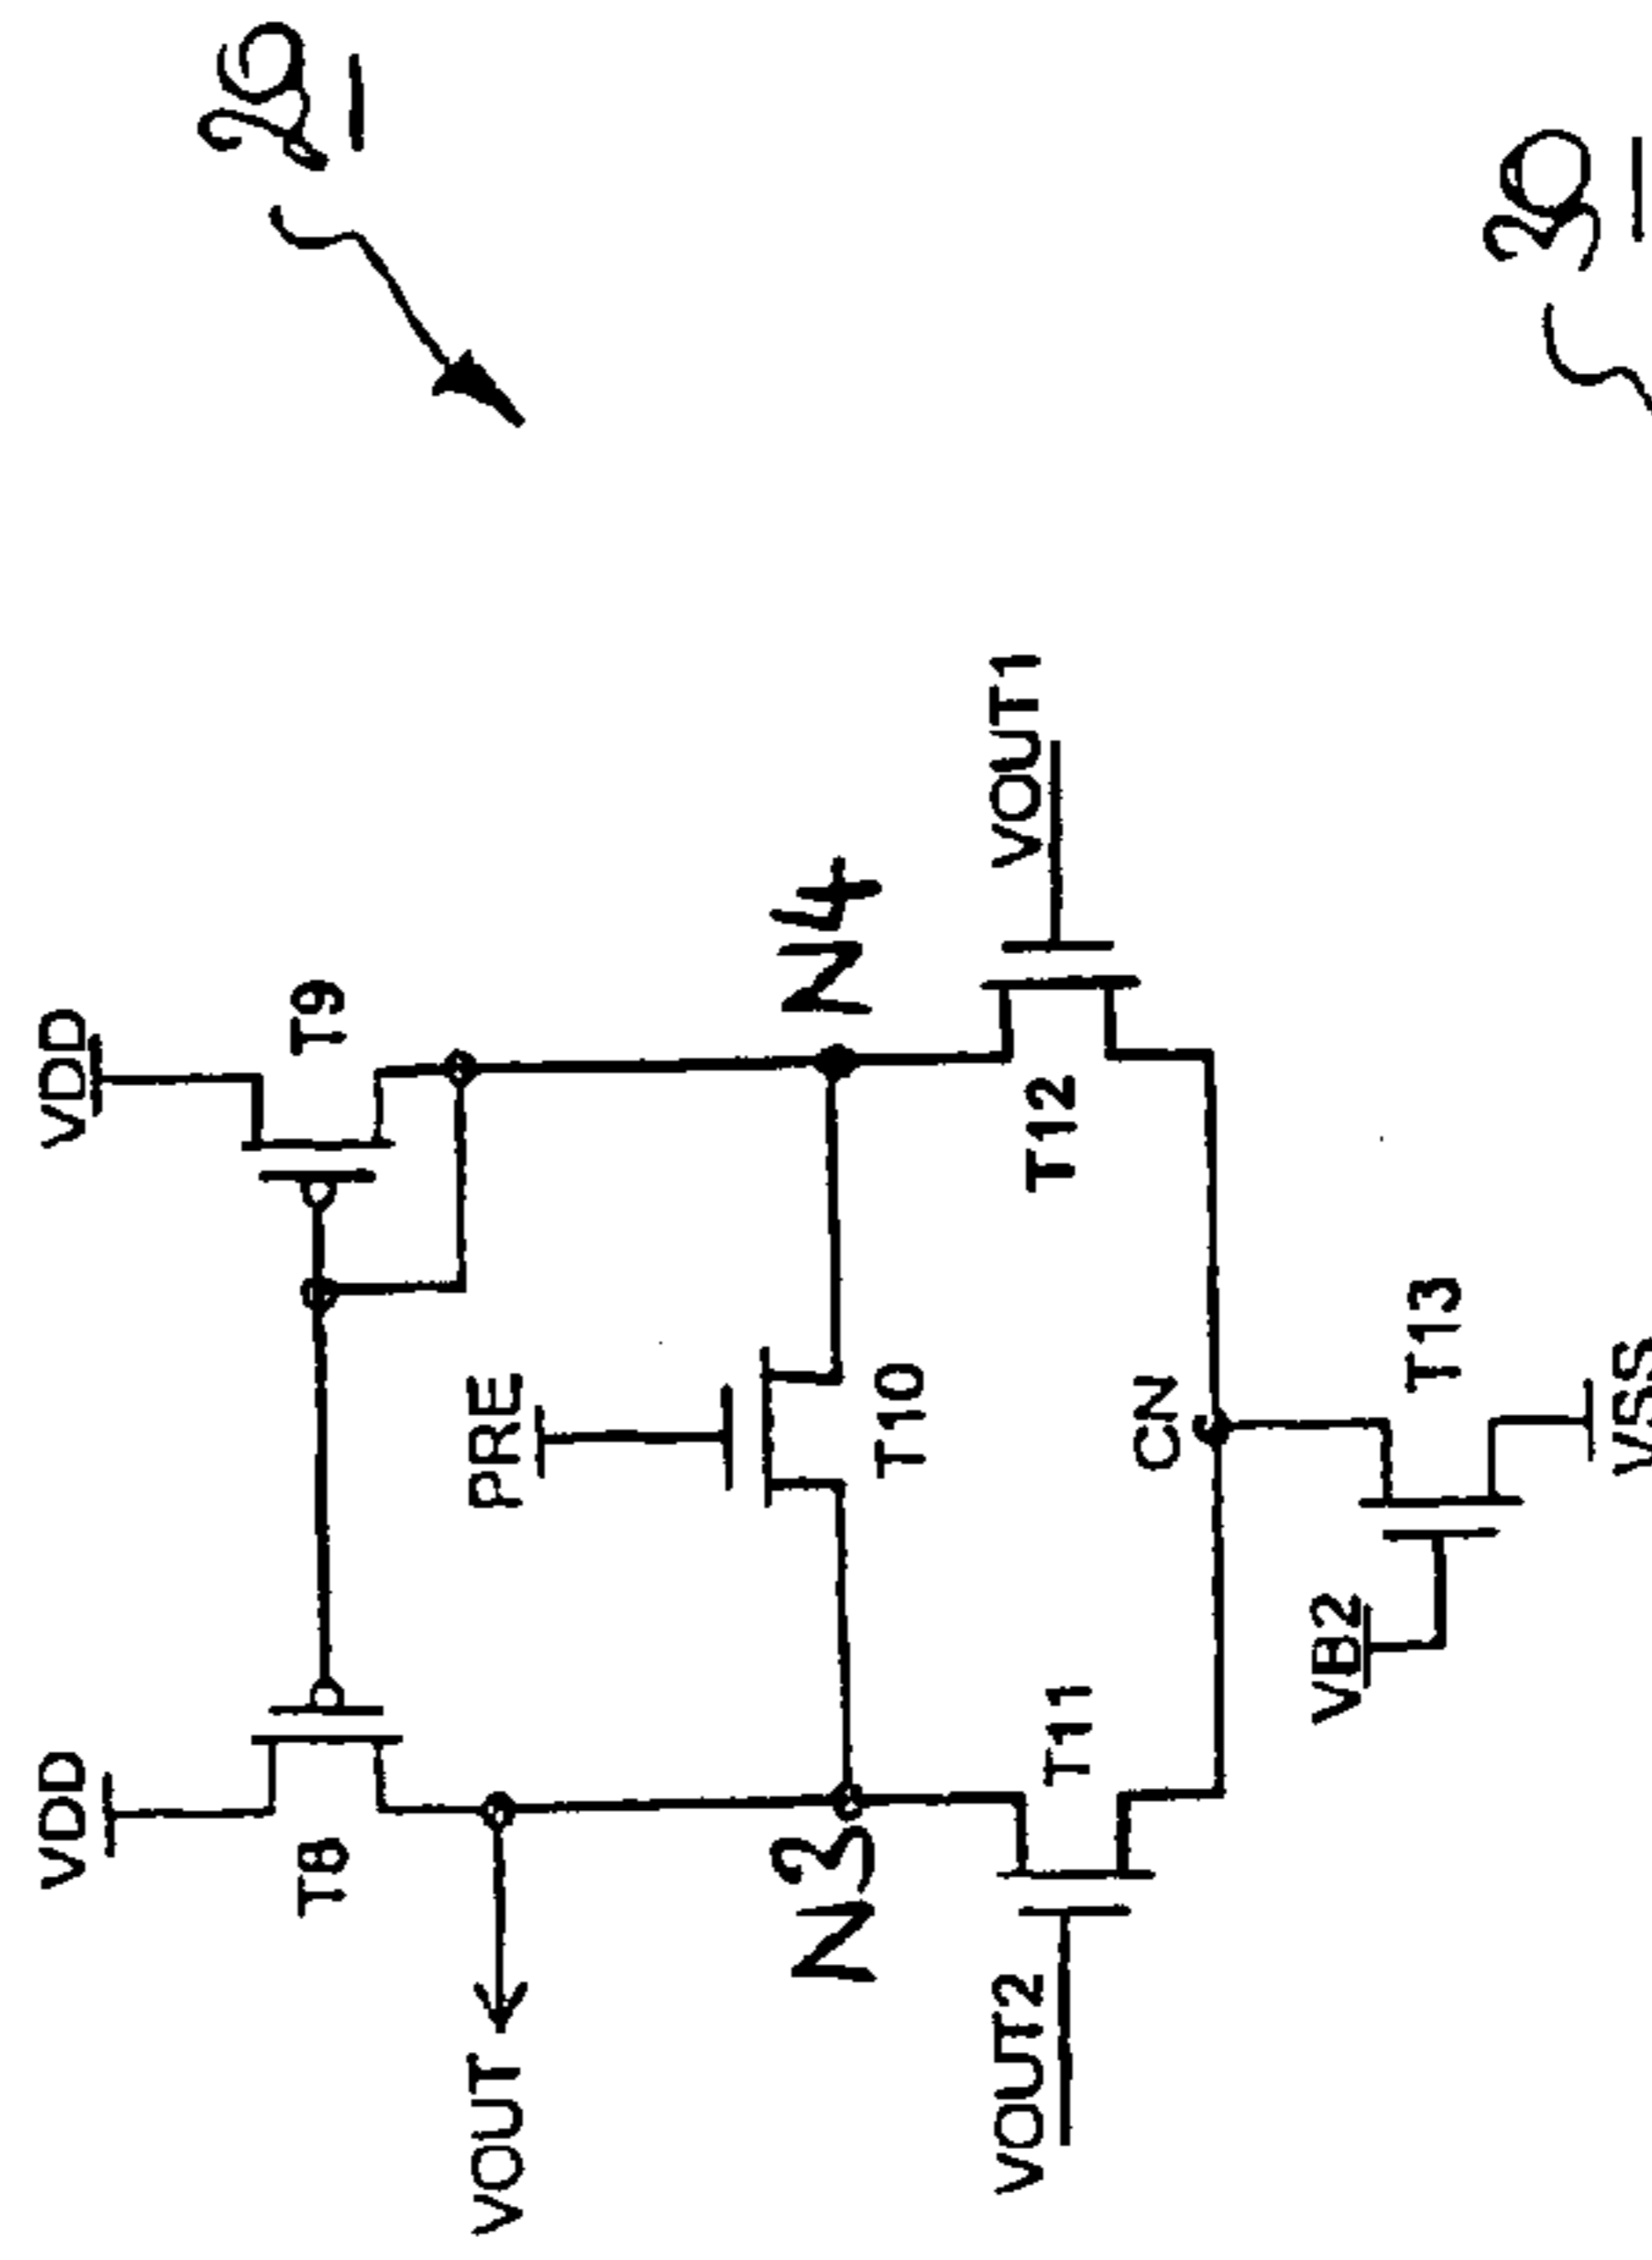 26
30
VDD
VDD
T8
T9
VOUT
PRE
N3
N4
T10
VOUT2
T11
T12
VOUT1
CN
VB2
T13
VSS